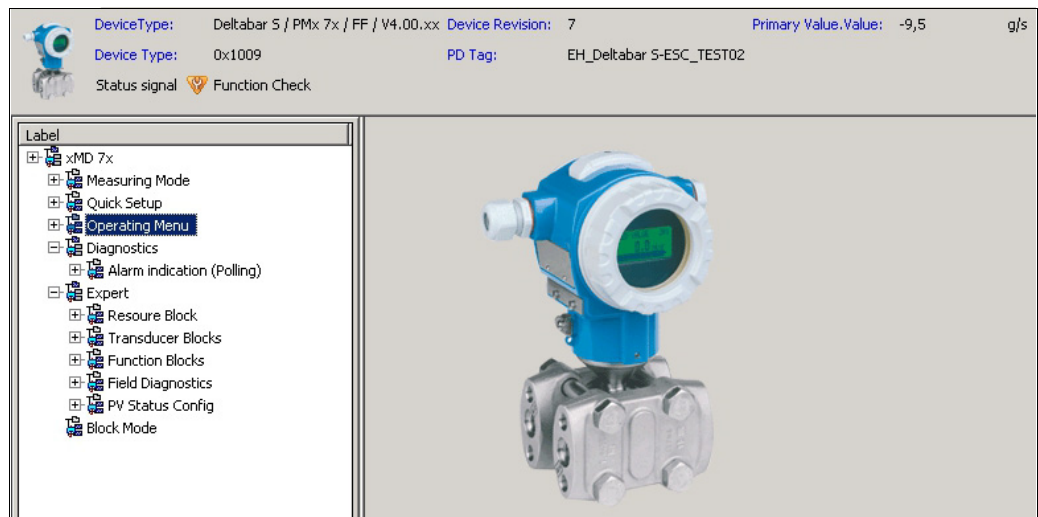 DeviceType: Deltabar S / PMx 7x / FF / V4.00.xx Device Revision: 7 Primary Value.Value: -9,5 g/s
Device Type: 0x1009 PD Tag: EH_Deltabar S-ESC_TEST02
Status signal Function Check
Label
xMD 7x
Measuring Mode
Quick Setup
Operating Menu
Diagnostics
Alarm indication (Polling)
Expert
Resoure Block
Transducer Blocks
Function Blocks
Field Diagnostics
PV Status Config
Block Mode